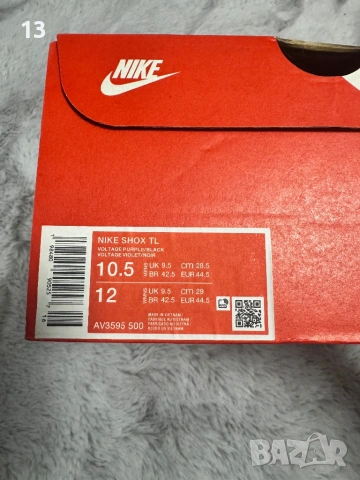 13
NIKE
NIKE SHOX TL
VOLTAGE PURPLE/BLACK
VOLTAGE VIOLET/NOIR
10.5 UK 9.5 cm 28.5
BR 42.5 EUR 44.5
12 UK 9.5 cm 29
BR 42.5 EUR 44.5
AV3595 500
MADE IN VIETNAM
BAZAR